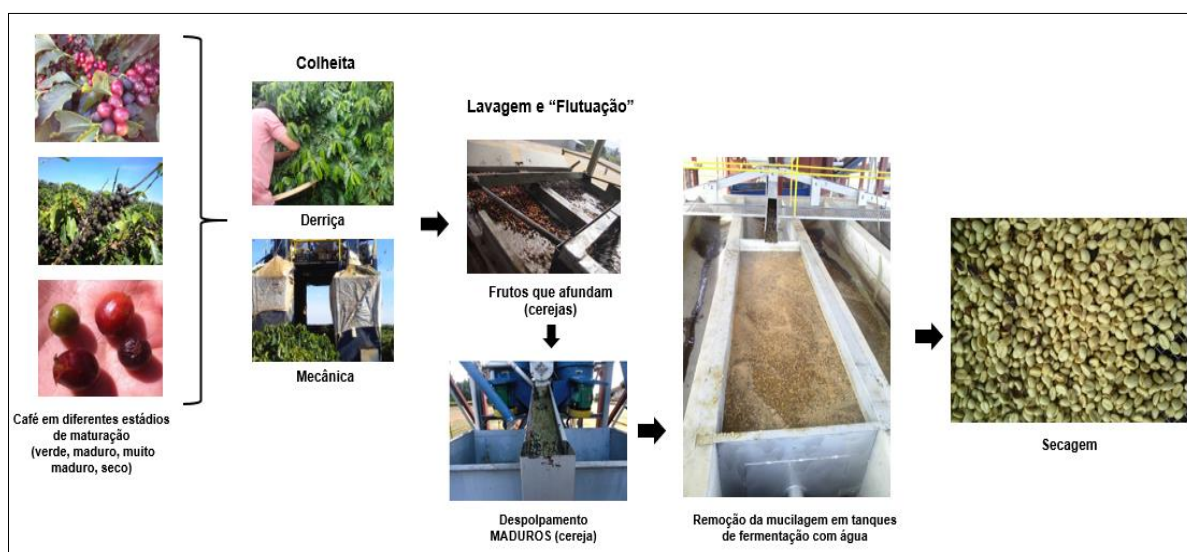 Café em diferentes estádios
de maturação
(verde, maduro, muito
maduro, seco)
Colheita
Derriça
Mecânica
Lavagem e “Flutuação”
Frutos que afundam
(cerejas)
Despolpamento
MADUROS (cereja)
Remoção da mucilagem em tanques
de fermentação com água
Secagem